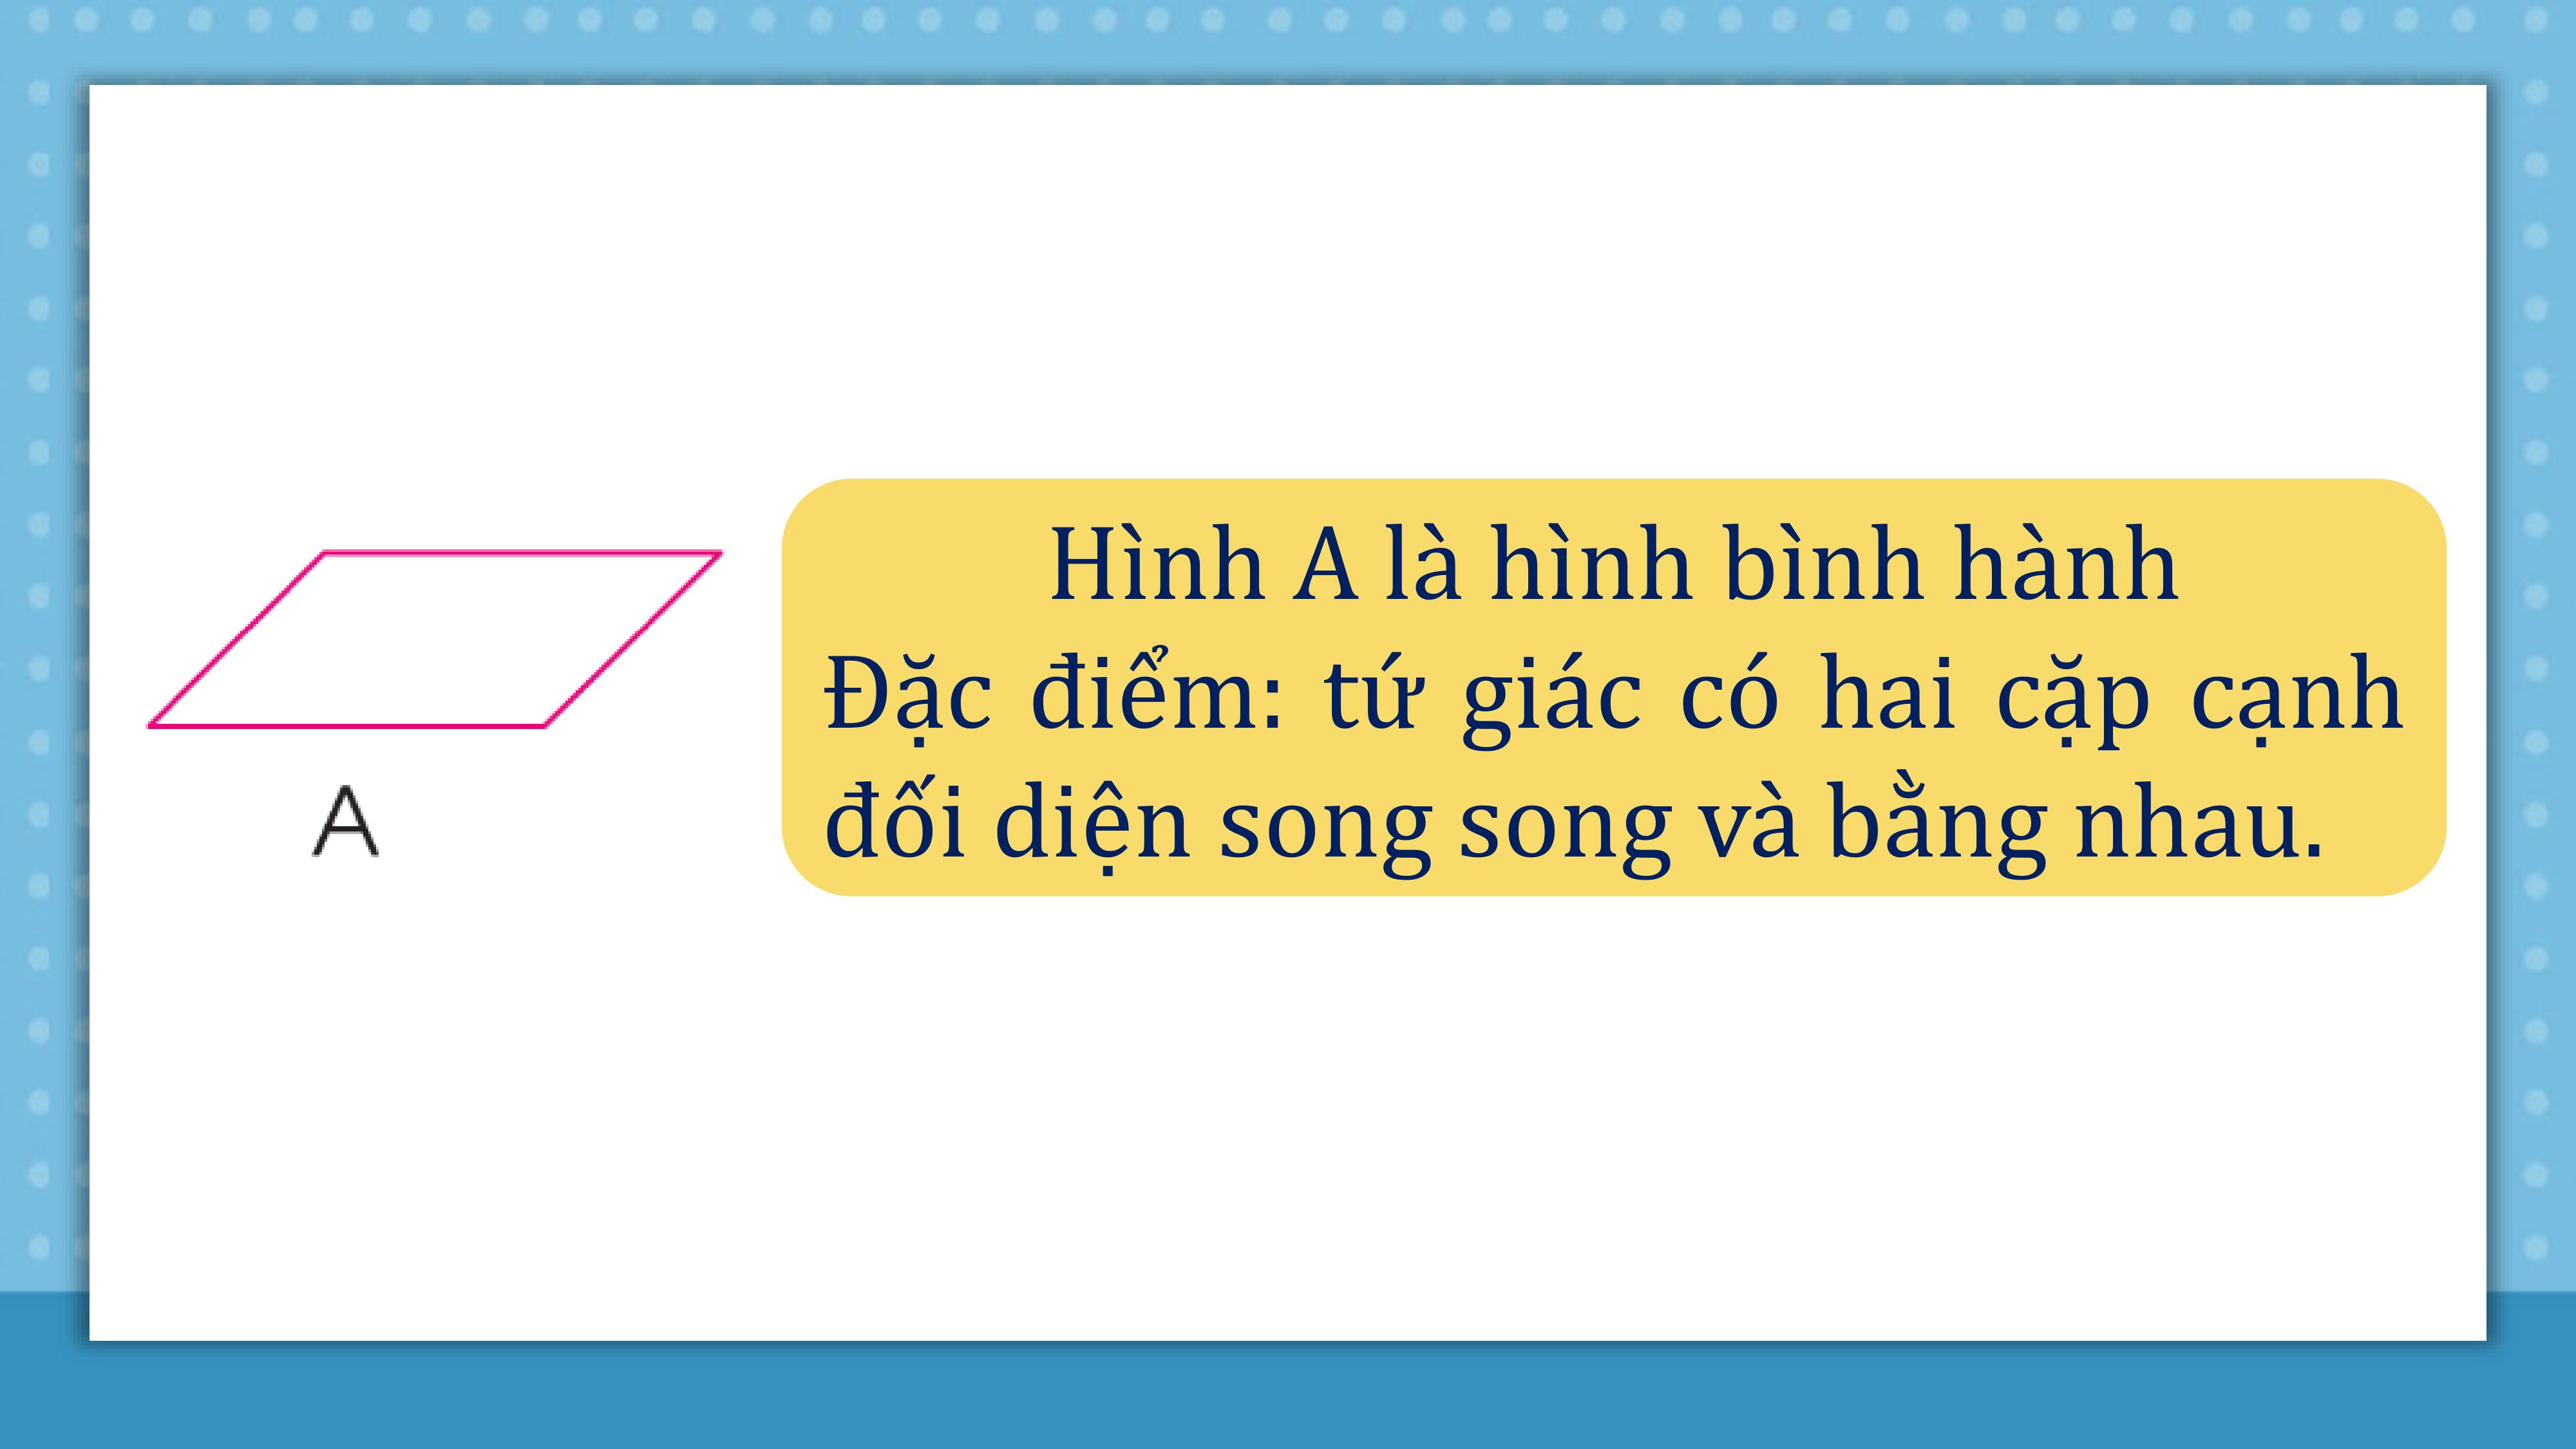 Hình A là hình bình hành
Đặc điểm: tứ giác có hai cặp cạnh
đối diện song song và bằng nhau.
A